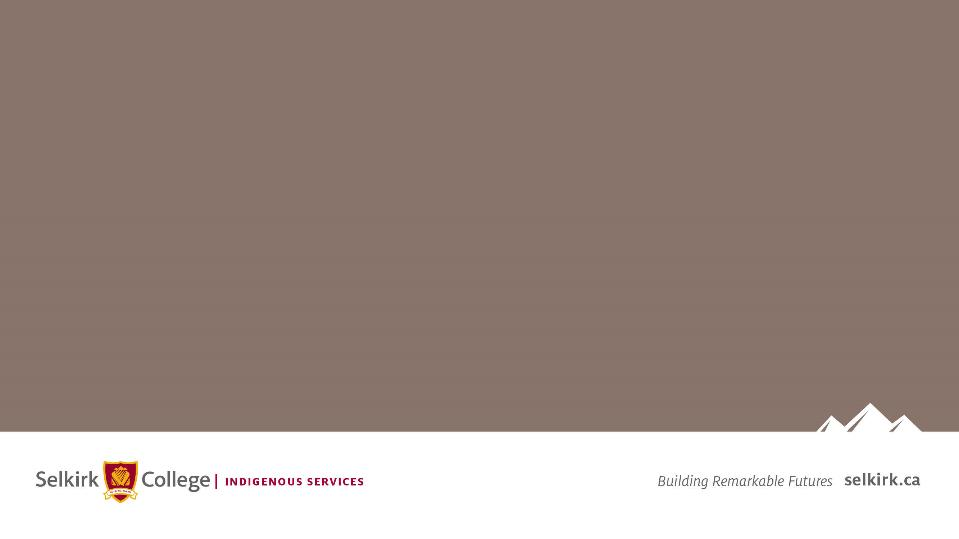 Selkirk College | INDIGENOUS SERVICES
Building Remarkable Futures selkirk.ca